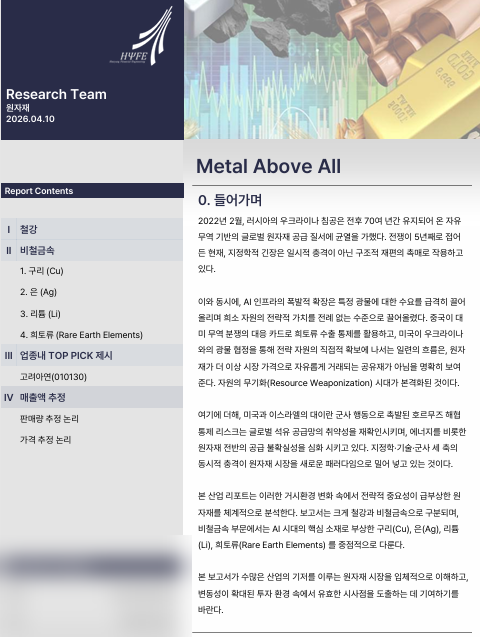 HYFE
Research Team
원자재
2026.04.10
Report Contents
I 철강
II 비철금속
1. 구리 (Cu)
2. 은 (Ag)
3. 리튬 (Li)
4. 희토류 (Rare Earth Elements)
III 업종내 TOP PICK 제시
고려아연(010130)
IV 매출액 추정
판매량 추정 논리
가격 추정 논리
Metal Above All
0. 들어가며
2022년 2월, 러시아의 우크라이나 침공은 전후 70여 년간 유지되어 온 자유
무역 기반의 글로벌 원자재 공급 질서에 균열을 가했다. 전쟁이 5년째로 접어
든 현재, 지정학적 긴장은 일시적 충격이 아닌 구조적 재편의 촉매로 작용하고
있다.
이와 동시에, AI 인프라의 폭발적 확장은 특정 광물에 대한 수요를 급격히 끌어
올리며 희소 자원의 전략적 가치를 전례 없는 수준으로 끌어올렸다. 중국이 대
미 무역 분쟁의 대응 카드로 희토류 수출 통제를 활용하고, 미국이 우크라이나
와의 광물 협정을 통해 전략 자원의 직접적 확보에 나서는 일련의 흐름은, 원자
재가 더 이상 시장 가격으로 자유롭게 거래되는 공유재가 아님을 명확히 보여
준다. 자원의 무기화(Resource Weaponization) 시대가 본격화된 것이다.
여기에 더해, 미국과 이스라엘의 대이란 군사 행동으로 촉발된 호르무즈 해협
통제 리스크는 글로벌 석유 공급망의 취약성을 재확인시키며, 에너지를 비롯한
원자재 전반의 공급 불확실성을 심화 시키고 있다. 지정학·기술·군사 세 축의
동시적 충격이 원자재 시장을 새로운 패러다임으로 밀어 넣고 있는 것이다.
본 산업 리포트는 이러한 거시환경 변화 속에서 전략적 중요성이 급부상한 원
자재를 체계적으로 분석한다. 보고서는 크게 철강과 비철금속으로 구분되며,
비철금속 부문에서는 AI 시대의 핵심 소재로 부상한 구리(Cu), 은(Ag), 리튬
(Li), 희토류(Rare Earth Elements) 를 중점적으로 다룬다.
본 보고서가 수많은 산업의 기저를 이루는 원자재 시장을 입체적으로 이해하고,
변동성이 확대된 투자 환경 속에서 유효한 시사점을 도출하는 데 기여하기를
바란다.